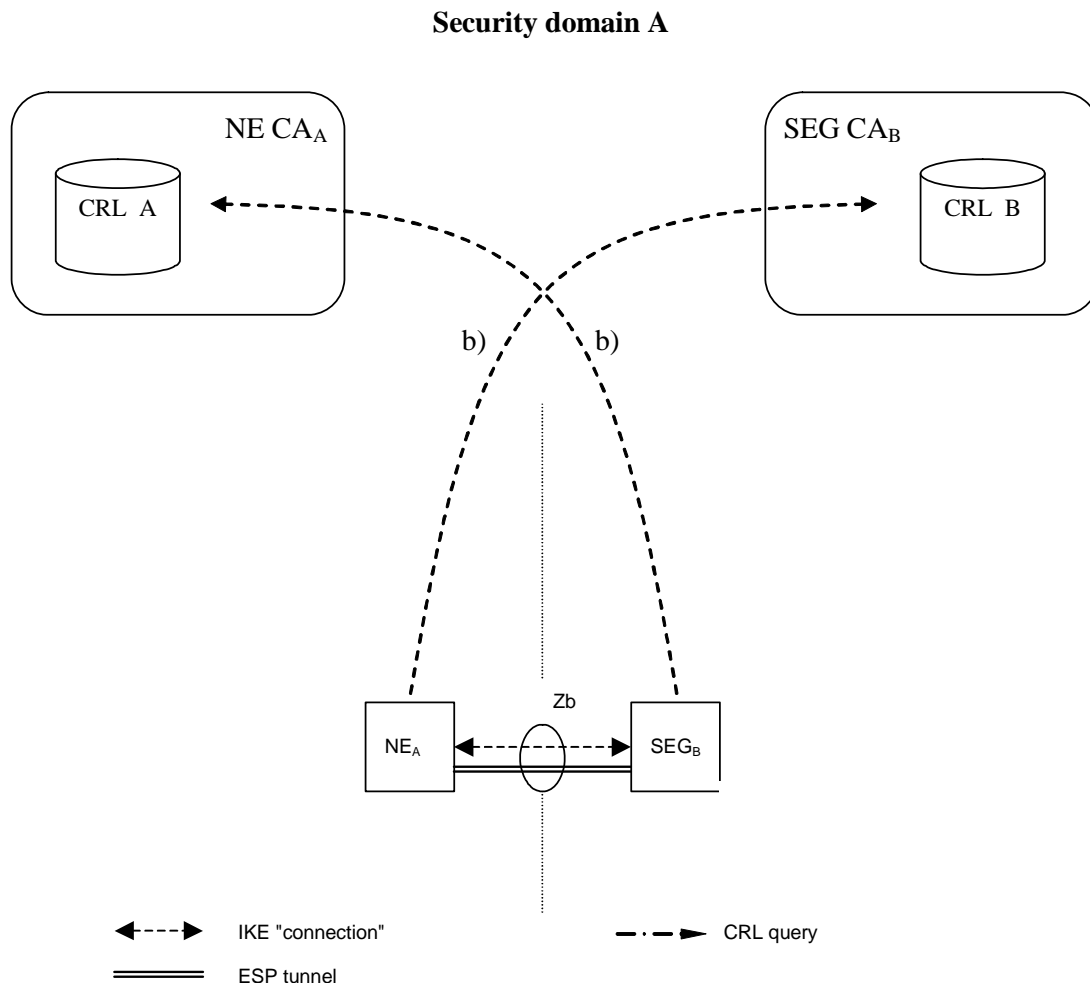 Security domain A
NE CA_A
SEG CA_B
CRL A
CRL B
b)
b)
Zb
NE_A
SEG_B
IKE "connection"
CRL query
ESP tunnel